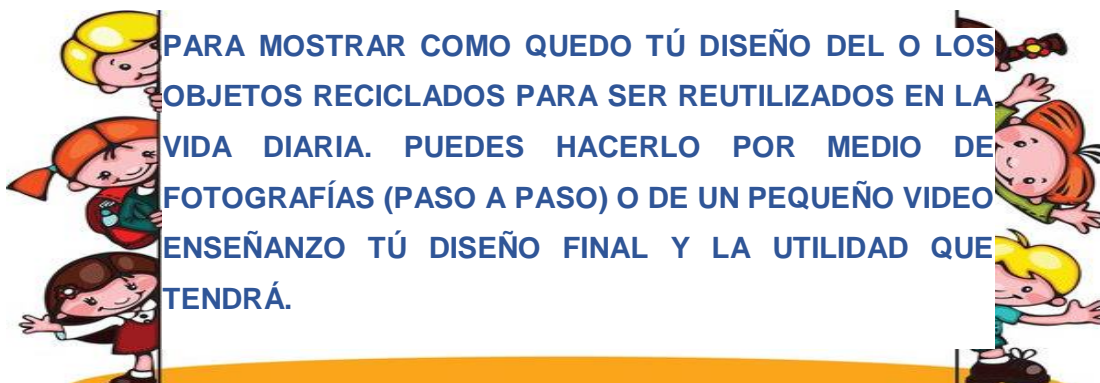 PARA MOSTRAR COMO QUEDO TÚ DISEÑO DEL O LOS
OBJETOS RECICLADOS PARA SER REUTILIZADOS EN LA
VIDA DIARIA. PUEDES HACERLO POR MEDIO DE
FOTOGRAFÍAS (PASO A PASO) O DE UN PEQUEÑO VIDEO
ENSEÑANZO TÚ DISEÑO FINAL Y LA UTILIDAD QUE
TENDRÁ.